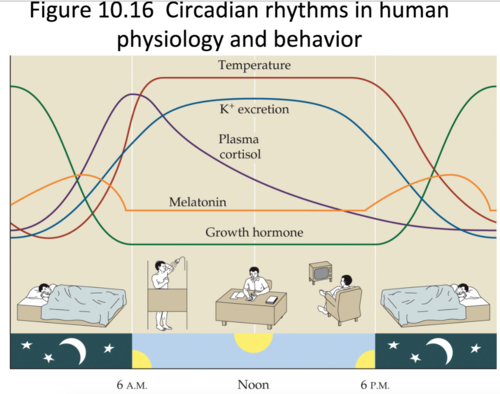 Figure 10.16  Circadian rhythms in human
physiology and behavior
Temperature
K⁺ excretion
Plasma
cortisol
Melatonin
Growth hormone
6 A.M.
Noon
6 P.M.